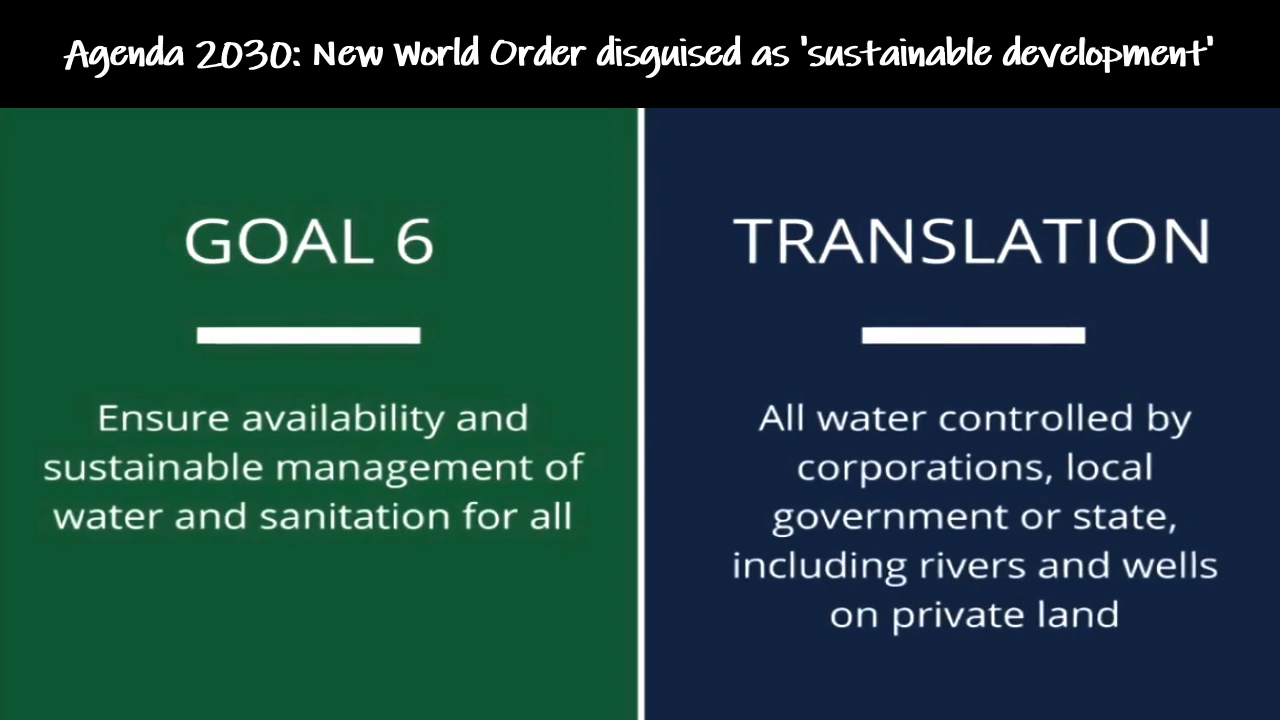 Agenda 2030: New World Order disguised as 'sustainable development'
GOAL 6
Ensure availability and
sustainable management of
water and sanitation for all
TRANSLATION
All water controlled by
corporations, local
government or state,
including rivers and wells
on private land